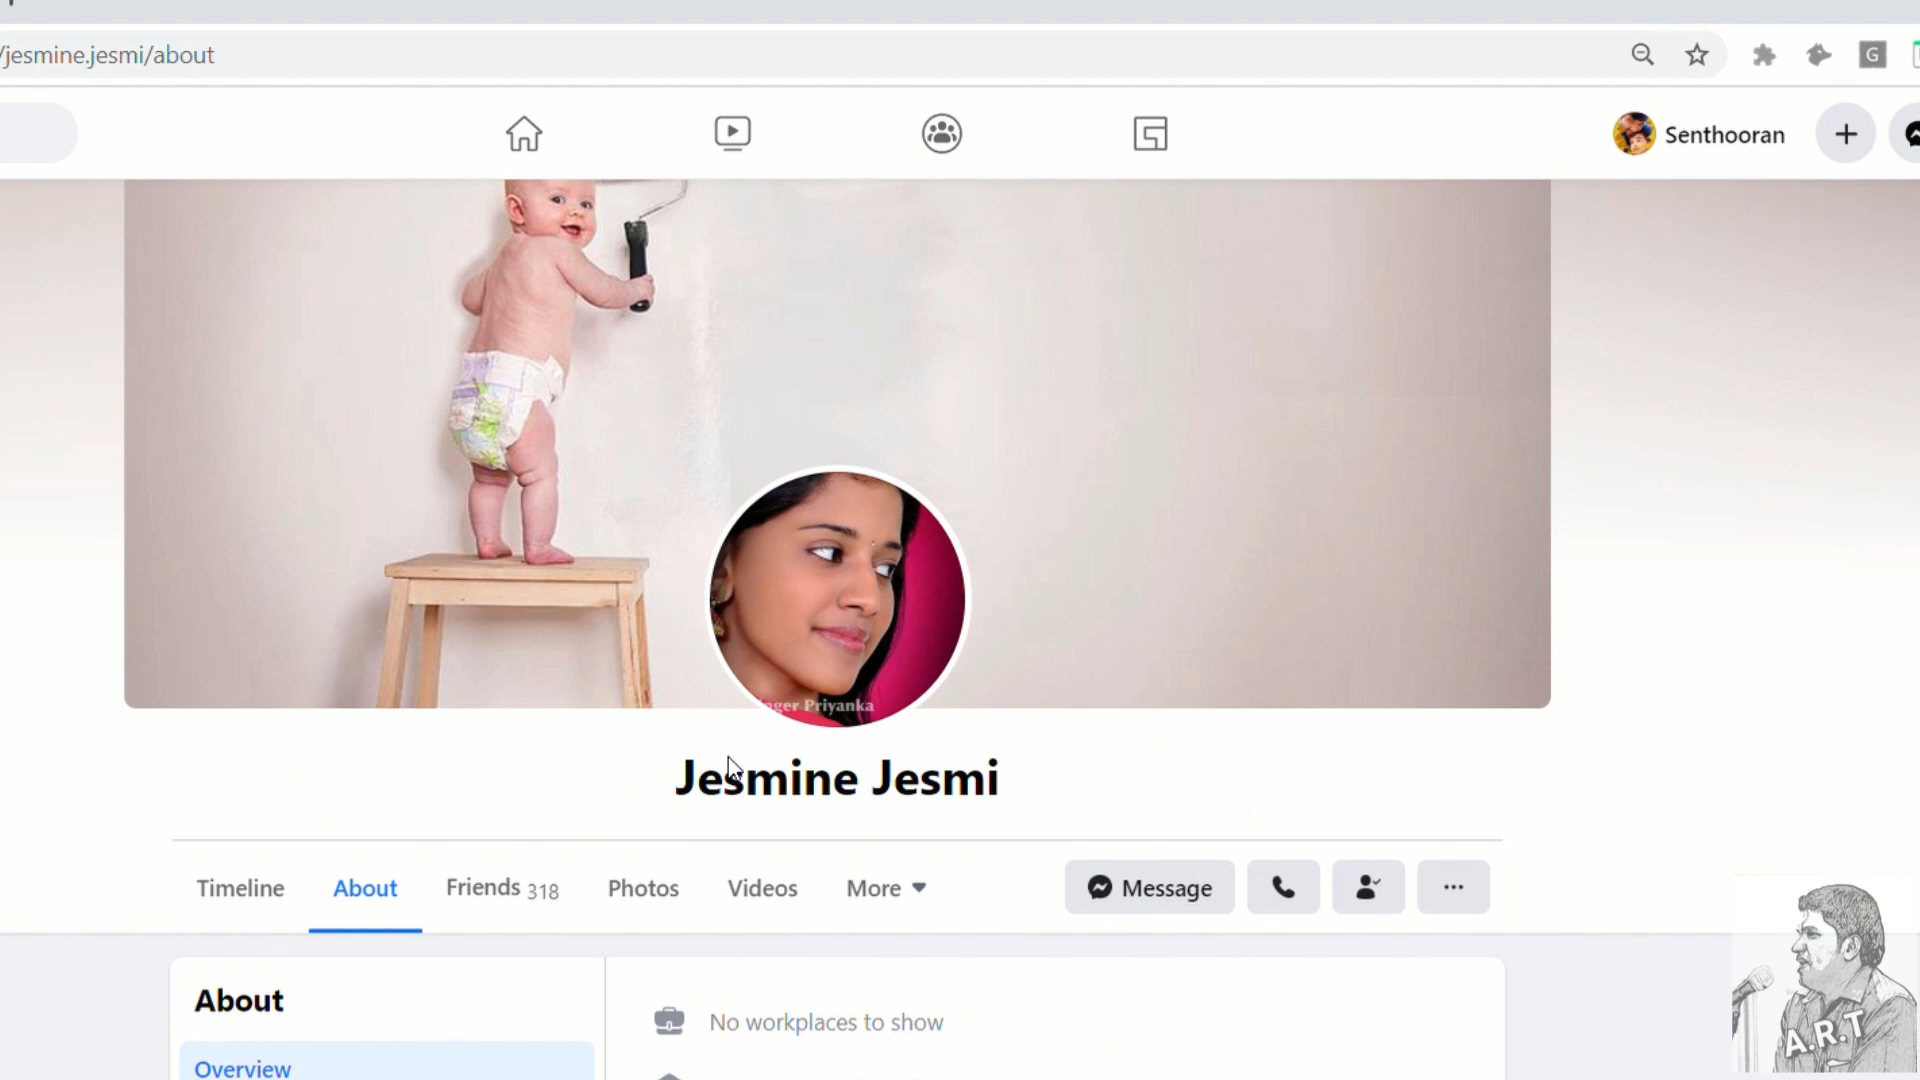 /jesmine.jesmi/about
G
Senthooran
Priyanka
Jesmine Jesmi
Timeline
About
Friends 318
Photos
Videos
More
Message
About
No workplaces to show
Overview
A.R.T